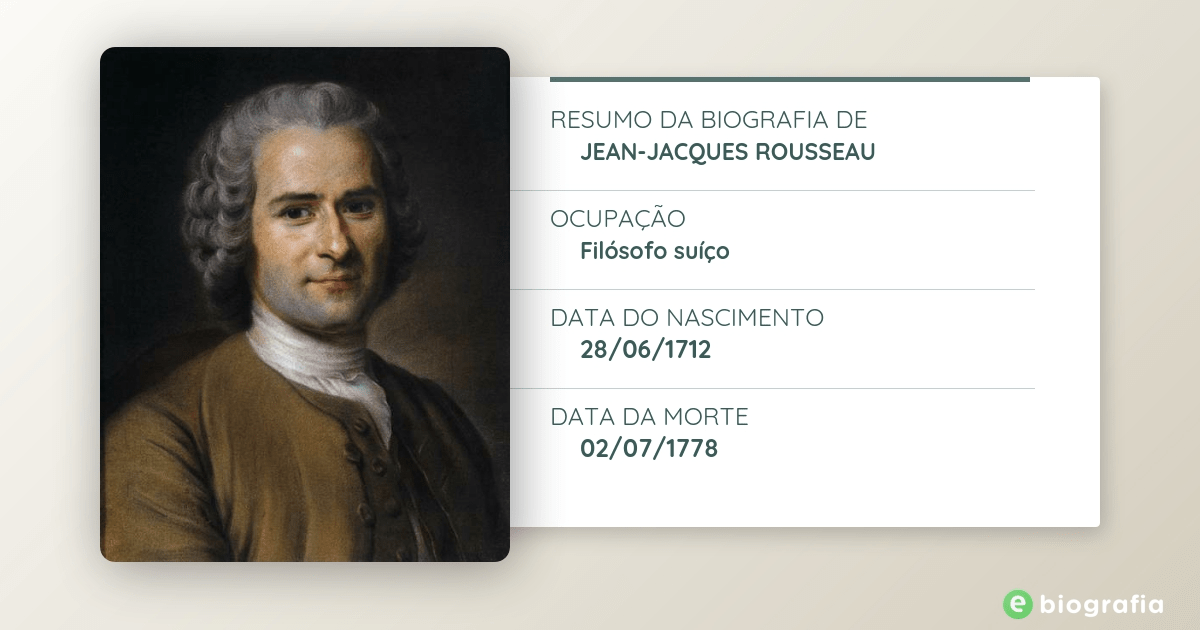 RESUMO DA BIOGRAFIA DE
JEAN-JACQUES ROUSSEAU
OCUPAÇÃO
Filósofo suíço
DATA DO NASCIMENTO
28/06/1712
DATA DA MORTE
02/07/1778
e biografia